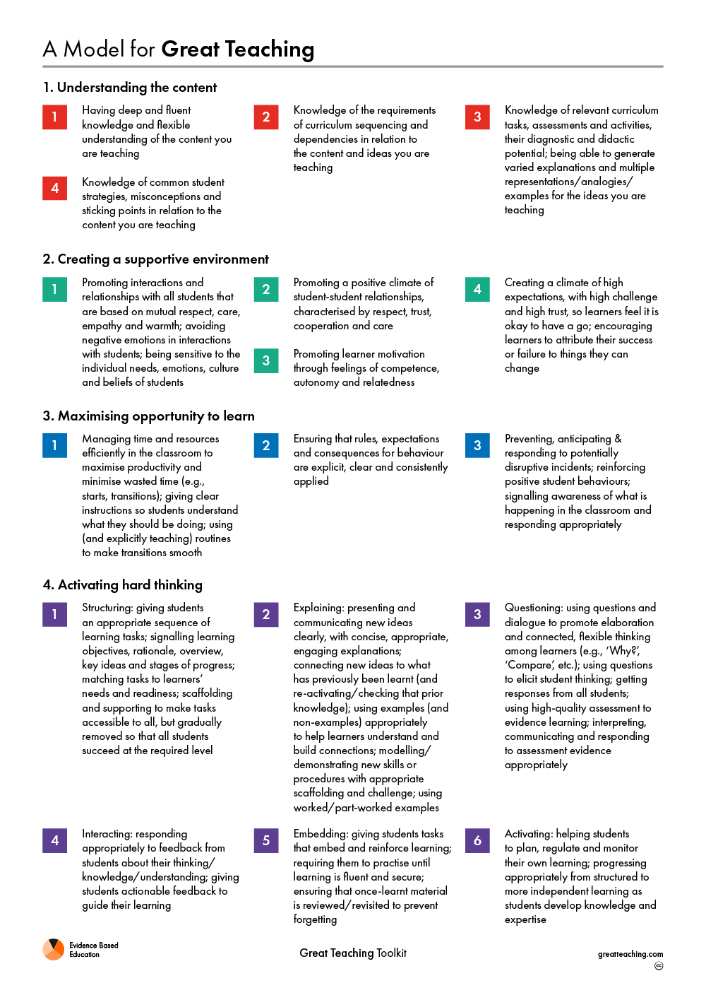 A Model for Great Teaching
1. Understanding the content
1
Having deep and fluent
knowledge and flexible
understanding of the content you
are teaching
2
Knowledge of the requirements
of curriculum sequencing and
dependencies in relation to
the content and ideas you are
teaching
3
Knowledge of relevant curriculum
tasks, assessments and activities,
their diagnostic and didactic
potential; being able to generate
varied explanations and multiple
representations/analogies/
examples for the ideas you are
teaching
4
Knowledge of common student
strategies, misconceptions and
sticking points in relation to the
content you are teaching
2. Creating a supportive environment
1
Promoting interactions and
relationships with all students that
are based on mutual respect, care,
empathy and warmth; avoiding
negative emotions in interactions
with students; being sensitive to the
individual needs, emotions, culture
and beliefs of students
2
Promoting a positive climate of
student-student relationships,
characterised by respect, trust,
cooperation and care
3
Promoting learner motivation
through feelings of competence,
autonomy and relatedness
4
Creating a climate of high
expectations, with high challenge
and high trust, so learners feel it is
okay to have a go; encouraging
learners to attribute their success
or failure to things they can
change
3. Maximising opportunity to learn
1
Managing time and resources
efficiently in the classroom to
maximise productivity and
minimise wasted time (e.g.,
starts, transitions); giving clear
instructions so students understand
what they should be doing; using
(and explicitly teaching) routines
to make transitions smooth
2
Ensuring that rules, expectations
and consequences for behaviour
are explicit, clear and consistently
applied
3
Preventing, anticipating &
responding to potentially
disruptive incidents; reinforcing
positive student behaviours;
signalling awareness of what is
happening in the classroom and
responding appropriately
4. Activating hard thinking
1
Structuring: giving students
an appropriate sequence of
learning tasks; signalling learning
objectives, rationale, overview,
key ideas and stages of progress;
matching tasks to learners’
needs and readiness; scaffolding
and supporting to make tasks
accessible to all, but gradually
removed so that all students
succeed at the required level
2
Explaining: presenting and
communicating new ideas
clearly, with concise, appropriate,
engaging explanations;
connecting new ideas to what
has previously been learnt (and
re-activating/checking that prior
knowledge); using examples (and
non-examples) appropriately
to help learners understand and
build connections; modelling/
demonstrating new skills or
procedures with appropriate
scaffolding and challenge; using
worked/part-worked examples
3
Questioning: using questions and
dialogue to promote elaboration
and connected, flexible thinking
among learners (e.g., ‘Why?’,
‘Compare’, etc.); using questions
to elicit student thinking; getting
responses from all students;
using high-quality assessment to
evidence learning; interpreting,
communicating and responding
to assessment evidence
appropriately
4
Interacting: responding
appropriately to feedback from
students about their thinking/
knowledge/understanding; giving
students actionable feedback to
guide their learning
5
Embedding: giving students tasks
that embed and reinforce learning;
requiring them to practise until
learning is fluent and secure;
ensuring that once-learnt material
is reviewed/revisited to prevent
forgetting
6
Activating: helping students
to plan, regulate and monitor
their own learning; progressing
appropriately from structured to
more independent learning as
students develop knowledge and
expertise
Evidence Based
Education
Great Teaching Toolkit
greatteaching.com
cc